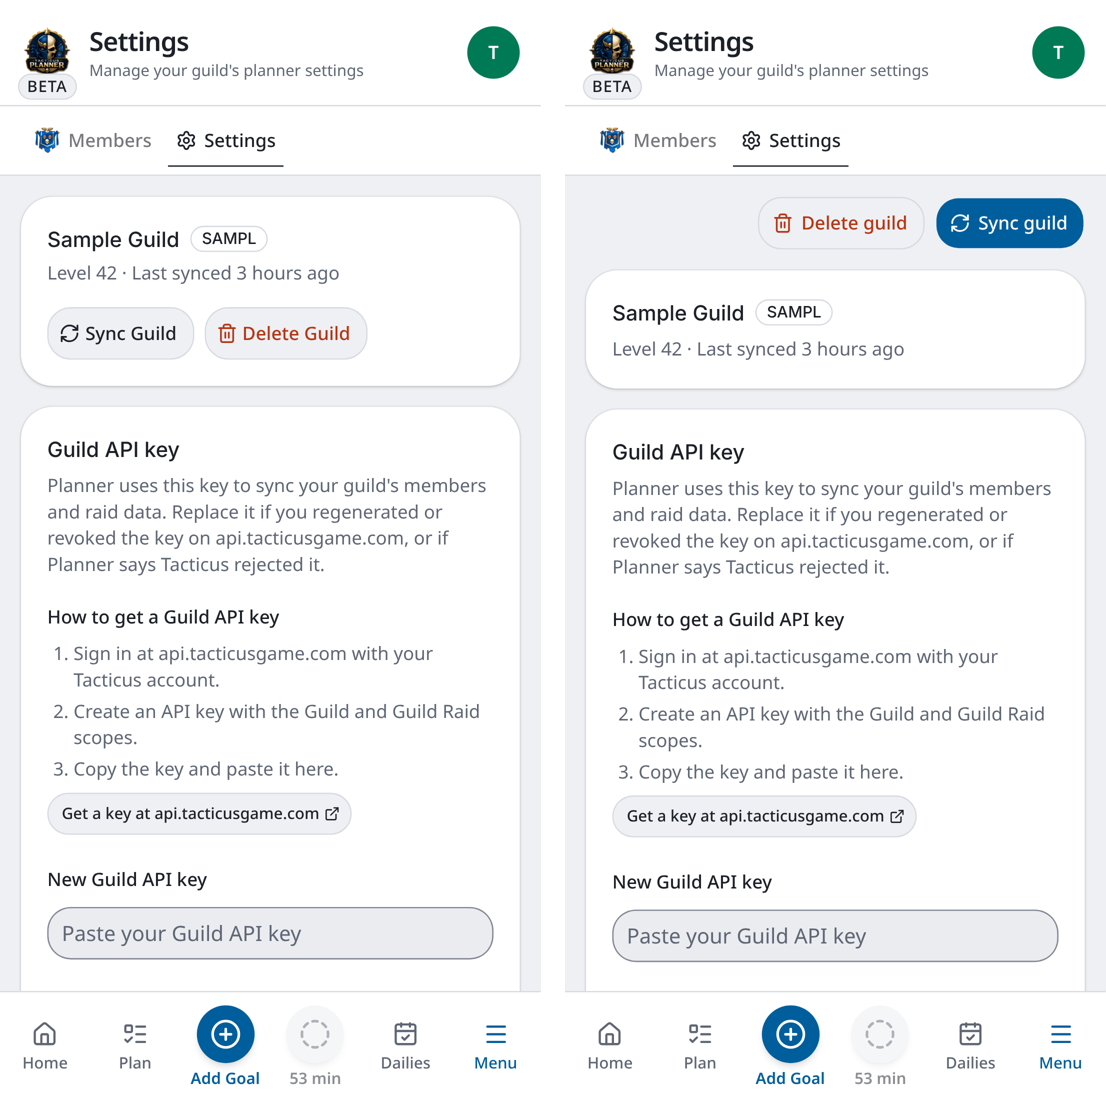 PLANNER
BETA
Settings
Manage your guild's planner settings
T
Members
Settings
Sample Guild
SAMPL
Level 42 · Last synced 3 hours ago
Sync Guild
Delete Guild
Guild API key
Planner uses this key to sync your guild's members
and raid data. Replace it if you regenerated or
revoked the key on api.tacticusgame.com, or if
Planner says Tacticus rejected it.
How to get a Guild API key
1. Sign in at api.tacticusgame.com with your
Tacticus account.
2. Create an API key with the Guild and Guild Raid
scopes.
3. Copy the key and paste it here.
Get a key at api.tacticusgame.com
New Guild API key
Paste your Guild API key
Home
Plan
Add Goal
53 min
Dailies
Menu
PLANNER
BETA
Settings
Manage your guild's planner settings
T
Members
Settings
Delete guild
Sync guild
Sample Guild
SAMPL
Level 42 · Last synced 3 hours ago
Guild API key
Planner uses this key to sync your guild's members
and raid data. Replace it if you regenerated or
revoked the key on api.tacticusgame.com, or if
Planner says Tacticus rejected it.
How to get a Guild API key
1. Sign in at api.tacticusgame.com with your
Tacticus account.
2. Create an API key with the Guild and Guild Raid
scopes.
3. Copy the key and paste it here.
Get a key at api.tacticusgame.com
New Guild API key
Paste your Guild API key
Home
Plan
Add Goal
53 min
Dailies
Menu